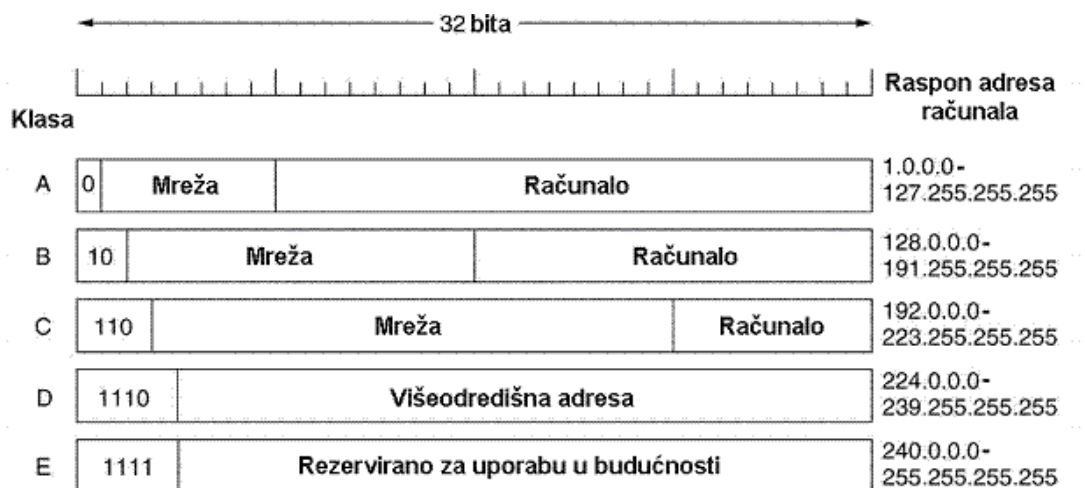 32 bita
Raspon adresa
računala
Klasa
A 0 Mreža Računalo 1.0.0.0-
127.255.255.255
B 10 Mreža Računalo 128.0.0.0-
191.255.255.255
C 110 Mreža Računalo 192.0.0.0-
223.255.255.255
D 1110 Višeodredišna adresa 224.0.0.0-
239.255.255.255
E 1111 Rezervirano za uporabu u budućnosti 240.0.0.0-
255.255.255.255